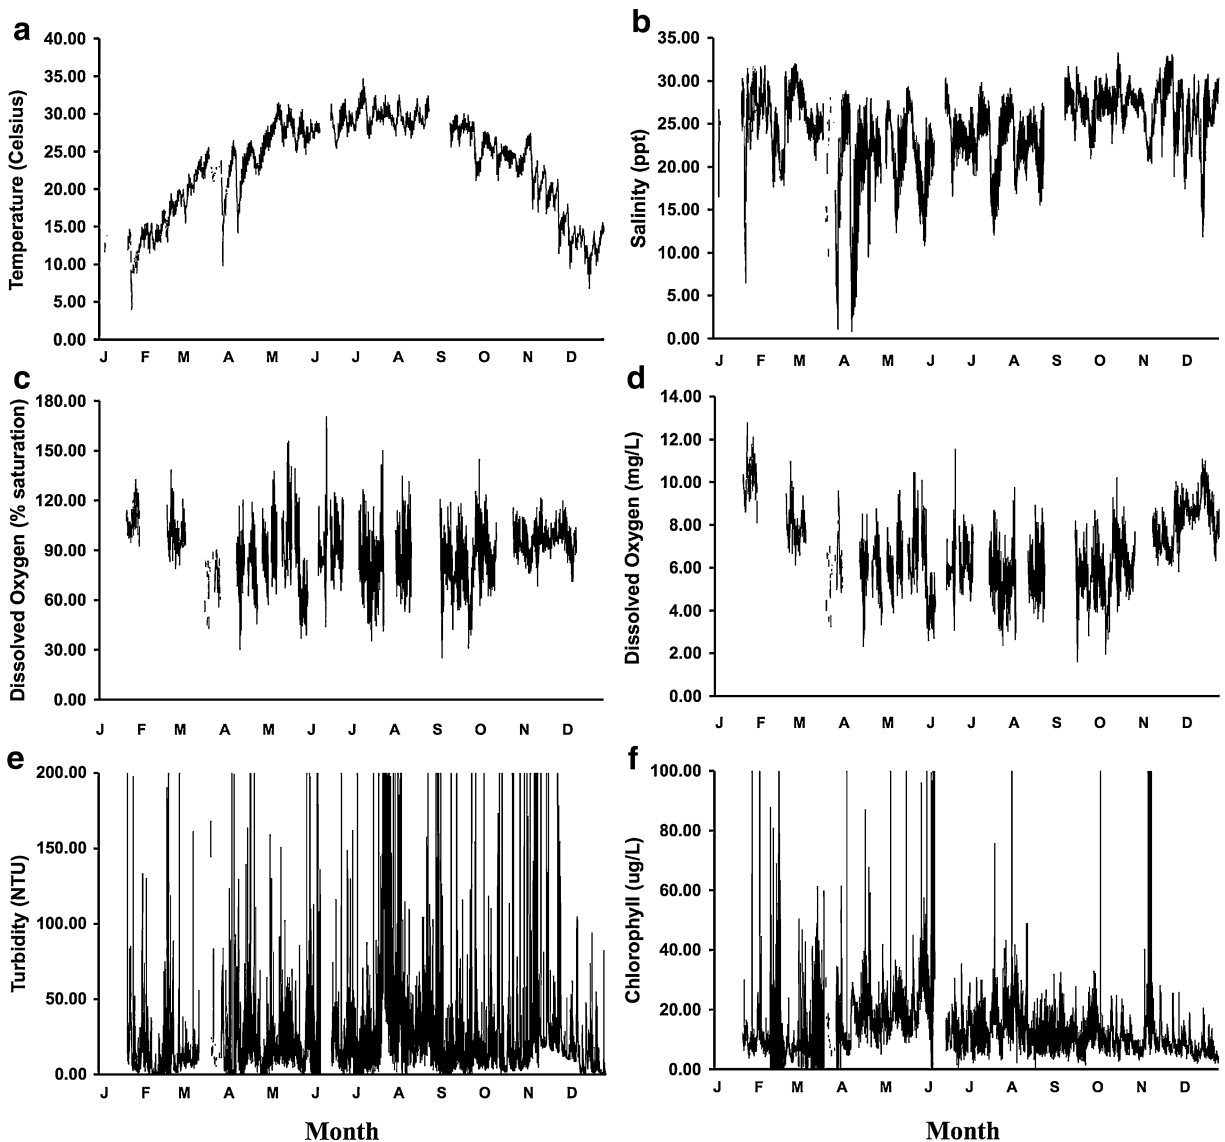 a
40.00
35.00
30.00
25.00
20.00
15.00
10.00
5.00
0.00
Temperature (Celsius)
J F M A M J J A S O N D
b
35.00
30.00
25.00
20.00
15.00
10.00
5.00
0.00
Salinity (ppt)
J F M A M J J A S O N D
c
180.00
150.00
120.00
90.00
60.00
30.00
0.00
Dissolved Oxygen (% saturation)
J F M A M J J A S O N D
d
14.00
12.00
10.00
8.00
6.00
4.00
2.00
0.00
Dissolved Oxygen (mg/L)
J F M A M J J A S O N D
e
200.00
150.00
100.00
50.00
0.00
Turbidity (NTU)
J F M A M J J A S O N D
Month
f
100.00
80.00
60.00
40.00
20.00
0.00
Chlorophyll (ug/L)
J F M A M J J A S O N D
Month